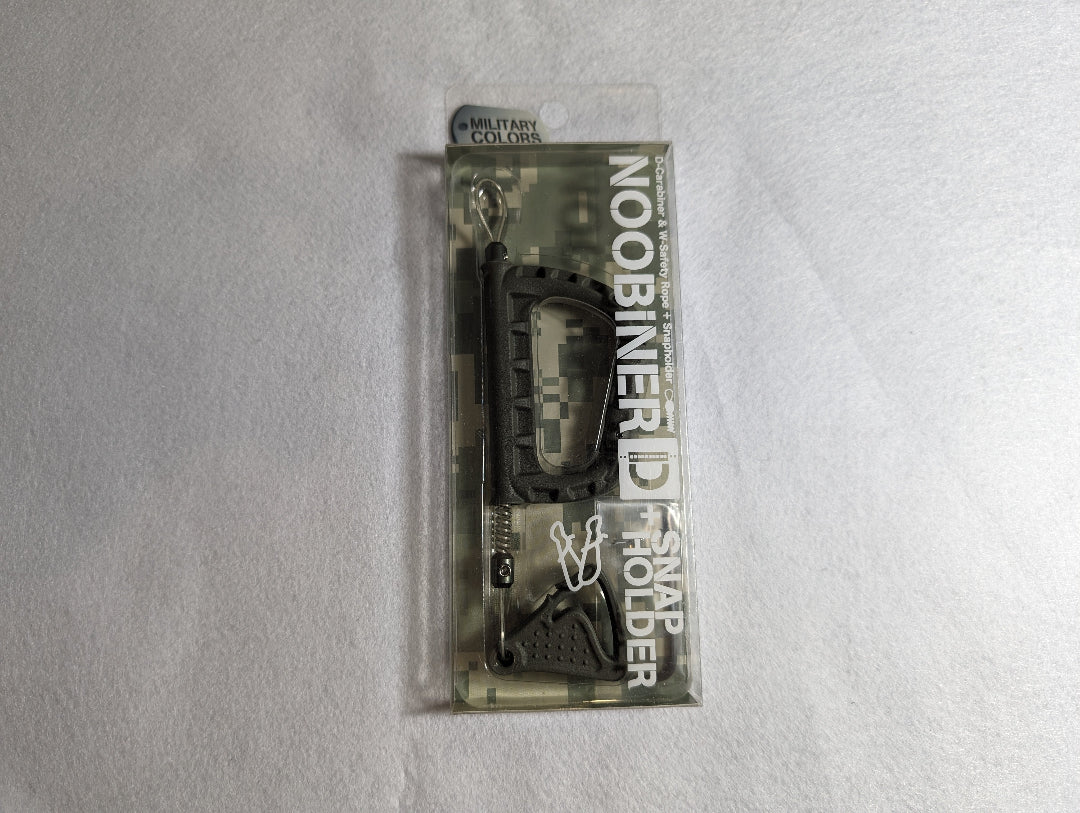 MILITARY
COLORS
D-Carabiner & W-Safety Rope + Snapholder
NOOBiNER D
+SNAP
HOLDER